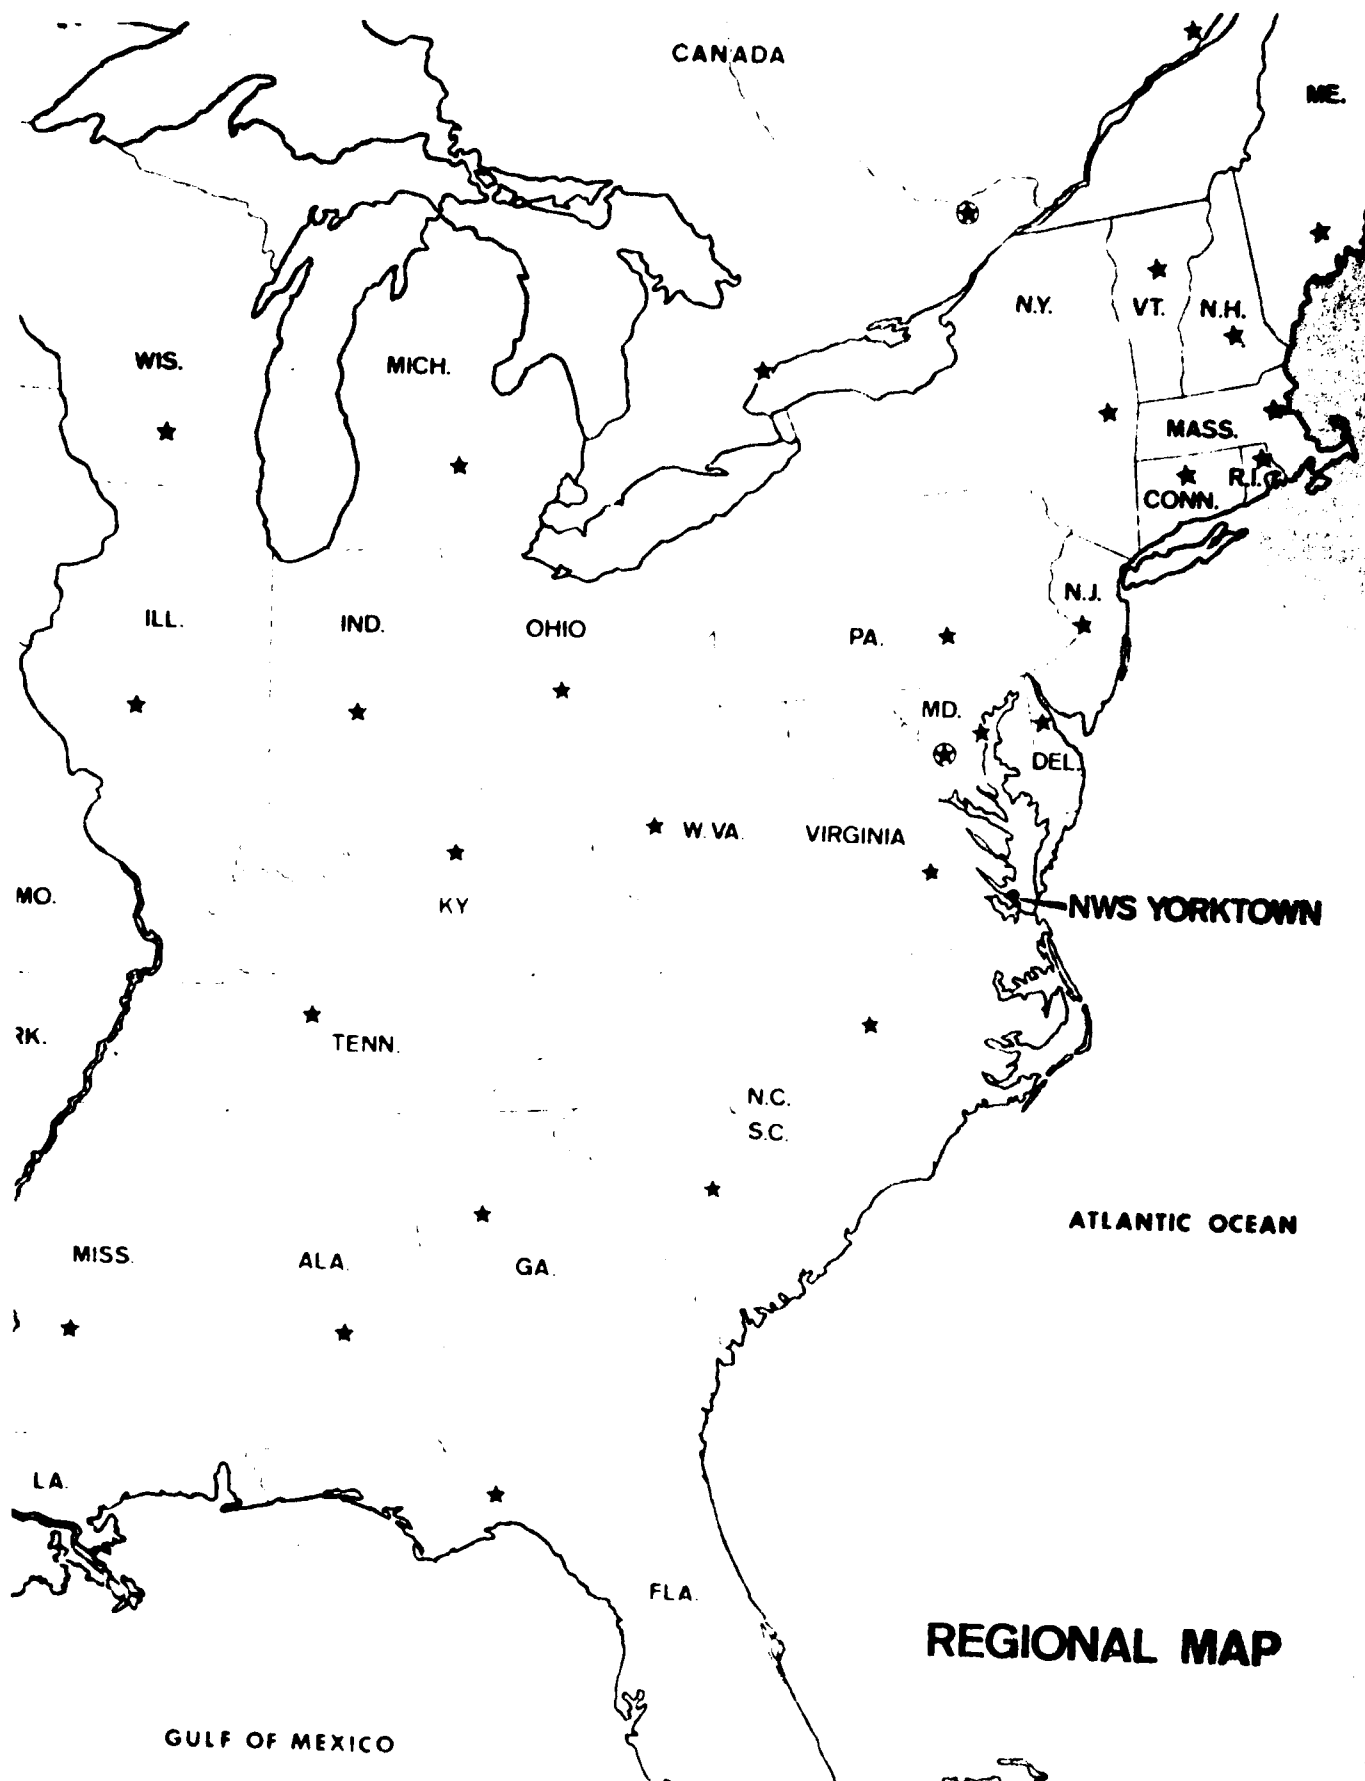 CANADA
ME.
N.Y.
VT.
N.H.
WIS.
MICH.
MASS.
R.I.
CONN.
N.J.
ILL.
IND.
OHIO
PA.
MD.
DEL.
W.VA.
VIRGINIA
MO.
KY
NWS YORKTOWN
RK.
TENN.
N.C.
S.C.
ATLANTIC OCEAN
MISS.
ALA.
GA.
LA.
FLA.
REGIONAL MAP
GULF OF MEXICO